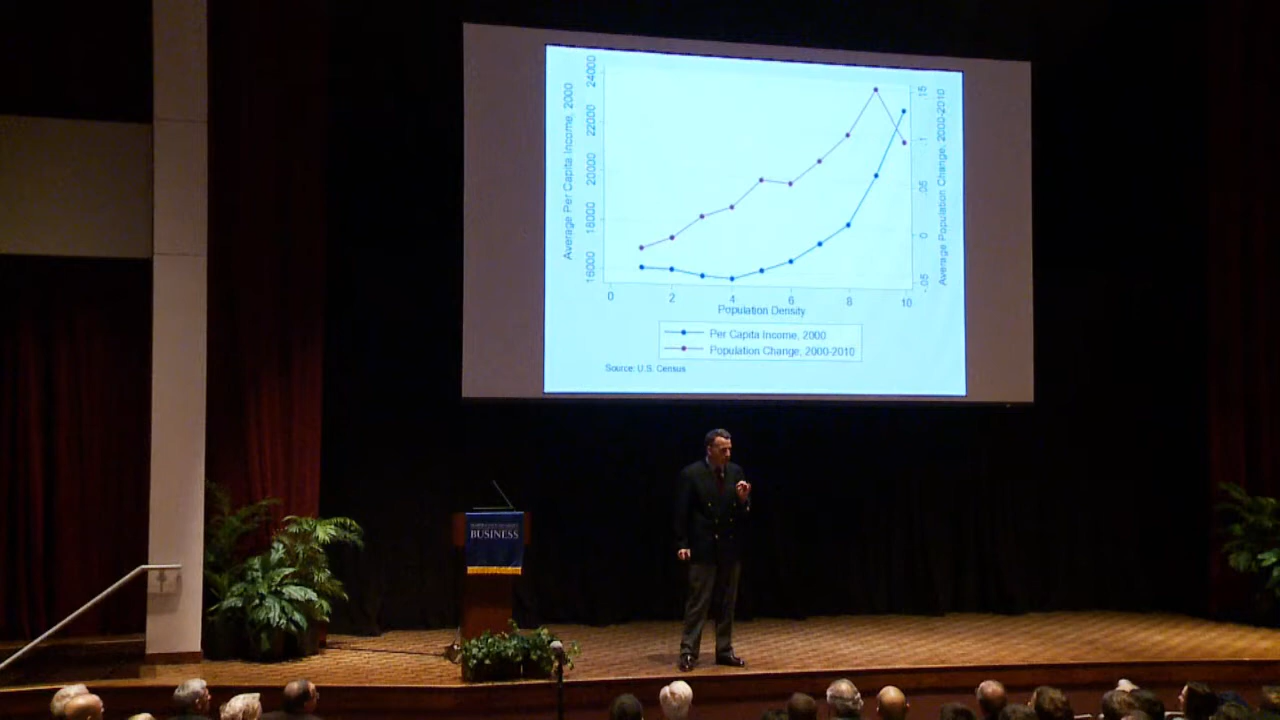 Average Per Capita Income, 2000
16000 18000 20000 22000 24000
Average Population Change, 2000-2010
-.05 0 .05 .1 .15
0 2 4 6 8 10
Population Density
Per Capita Income, 2000
Population Change, 2000-2010
Source: U.S. Census
BUSINESS